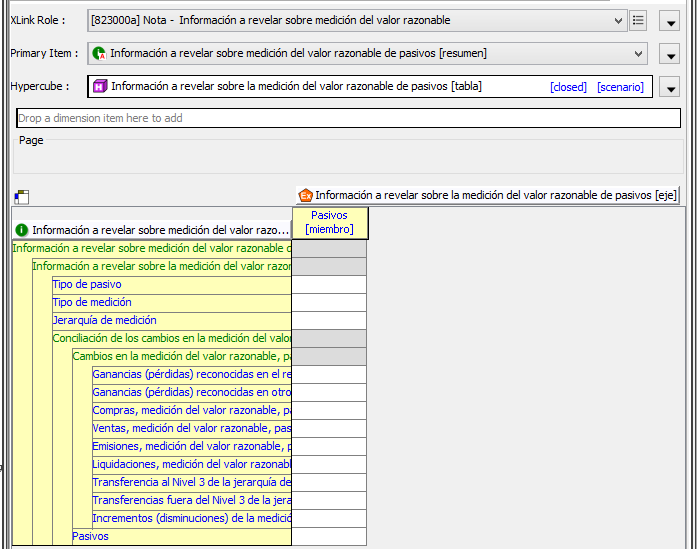 XLink Role : [823000a] Nota - Información a revelar sobre medición del valor razonable
Primary Item : Información a revelar sobre medición del valor razonable de pasivos [resumen]
Hypercube : Información a revelar sobre la medición del valor razonable de pasivos [tabla] [closed] [scenario]
Drop a dimension item here to add
Page
Información a revelar sobre la medición del valor razonable de pasivos [eje]
Información a revelar sobre medición del valor razo...
Pasivos
[miembro]
Información a revelar sobre medición del valor razonable d
Información a revelar sobre la medición del valor razon
Tipo de pasivo
Tipo de medición
Jerarquía de medición
Conciliación de los cambios en la medición del valor
Cambios en la medición del valor razonable, pa
Ganancias (pérdidas) reconocidas en el re
Ganancias (pérdidas) reconocidas en otro
Compras, medición del valor razonable, pa
Ventas, medición del valor razonable, pas
Emisiones, medición del valor razonable, p
Liquidaciones, medición del valor razonabl
Transferencia al Nivel 3 de la jerarquía de
Transferencias fuera del Nivel 3 de la jera
Incrementos (disminuciones) de la medició
Pasivos